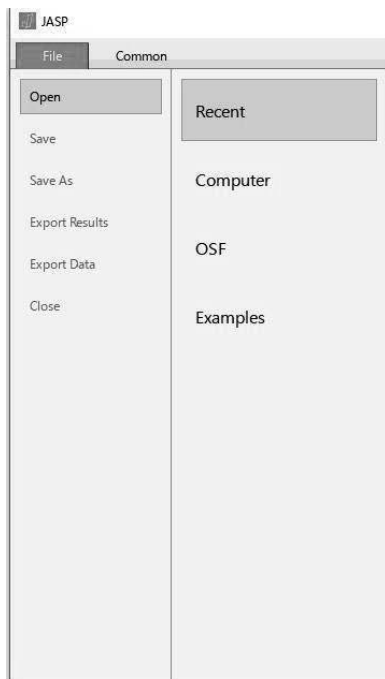 JASP
File Common
Open
Save
Save As
Export Results
Export Data
Close
Recent
Computer
OSF
Examples